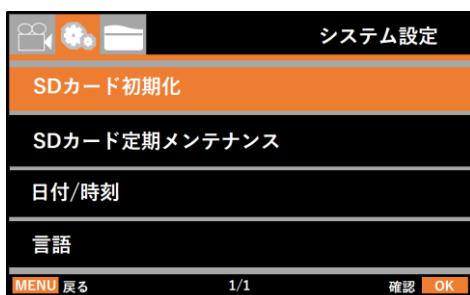 システム設定
SDカード初期化
SDカード定期メンテナンス
日付/時刻
言語
MENU 戻る 1/1 確認 OK